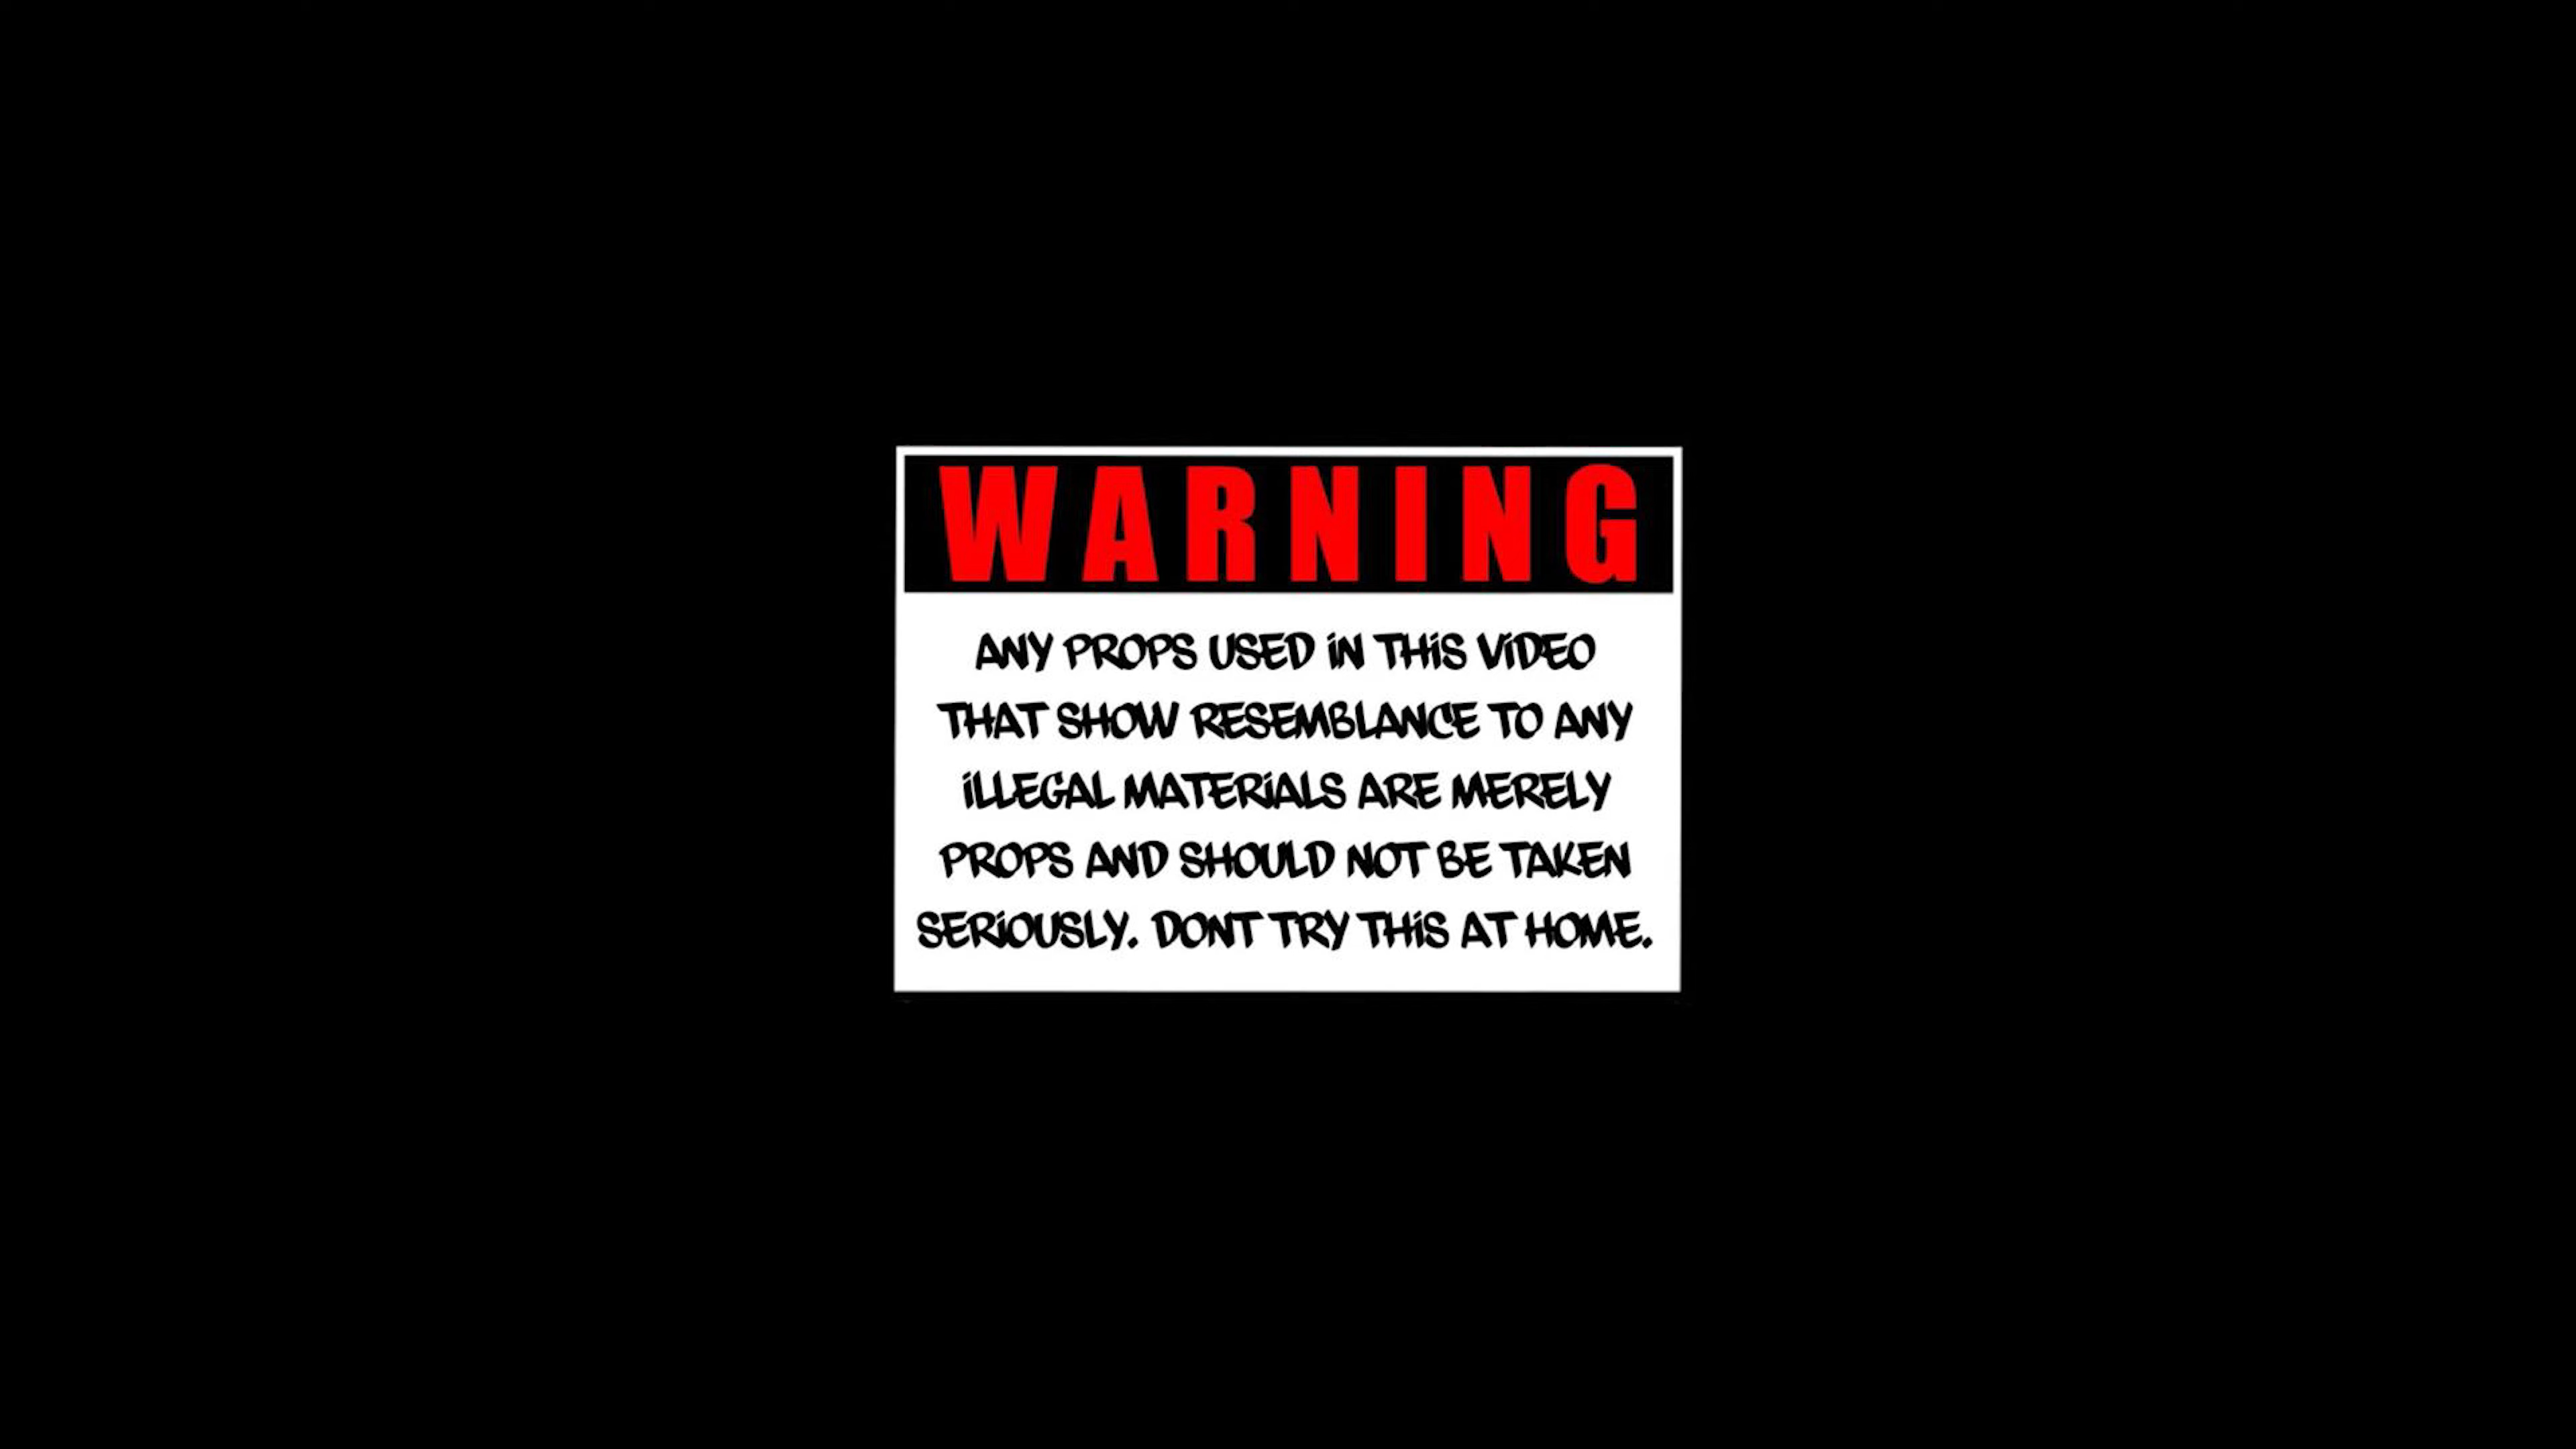 WARNING
ANY PROPS USED iN THiS ViDEO
THAT SHOW RESEMBLANCE TO ANY
iLLEGAL MATERiALS ARE MERELY
PROPS AND SHOULD NOT BE TAKEN
SERiOUSLY. DONT TRY THiS AT HOME.